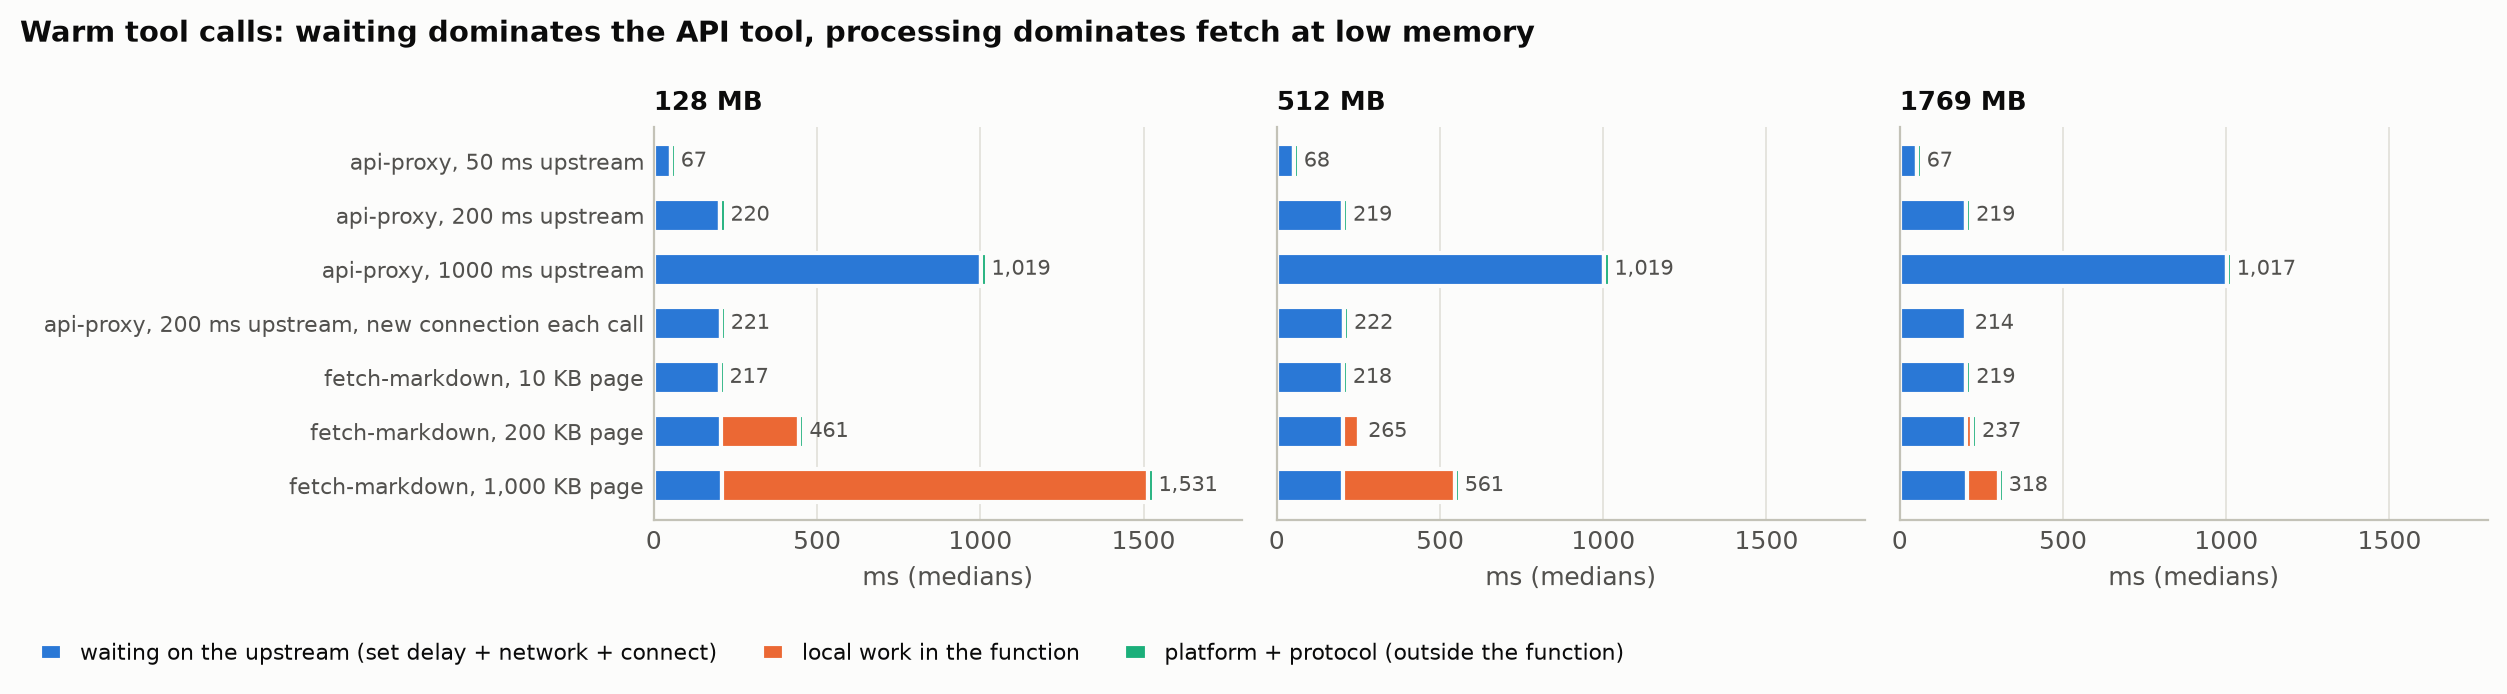 Warm tool calls: waiting dominates the API tool, processing dominates fetch at low memory
128 MB
512 MB
1769 MB
api-proxy, 50 ms upstream
67
68
67
api-proxy, 200 ms upstream
220
219
219
api-proxy, 1000 ms upstream
1,019
1,019
1,017
api-proxy, 200 ms upstream, new connection each call
221
222
214
fetch-markdown, 10 KB page
217
218
219
fetch-markdown, 200 KB page
461
265
237
fetch-markdown, 1,000 KB page
1,531
561
318
0 500 1000 1500
0 500 1000 1500
0 500 1000 1500
ms (medians)
ms (medians)
ms (medians)
waiting on the upstream (set delay + network + connect)
local work in the function
platform + protocol (outside the function)